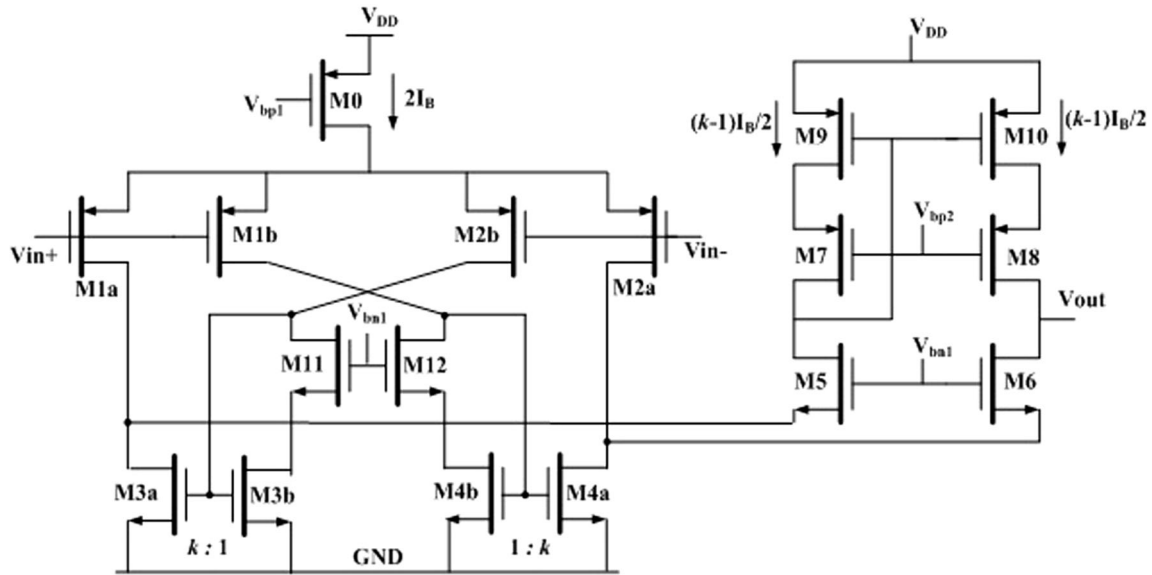 VDD
Vbp1
M0
2IB
Vin+
M1a
M1b
M2b
M2a
Vin-
Vbn1
M11
M12
M3a
M3b
M4b
M4a
k : 1
1 : k
GND
VDD
(k-1)IB/2
M9
M10
(k-1)IB/2
Vbp2
M7
M8
Vout
Vbn1
M5
M6